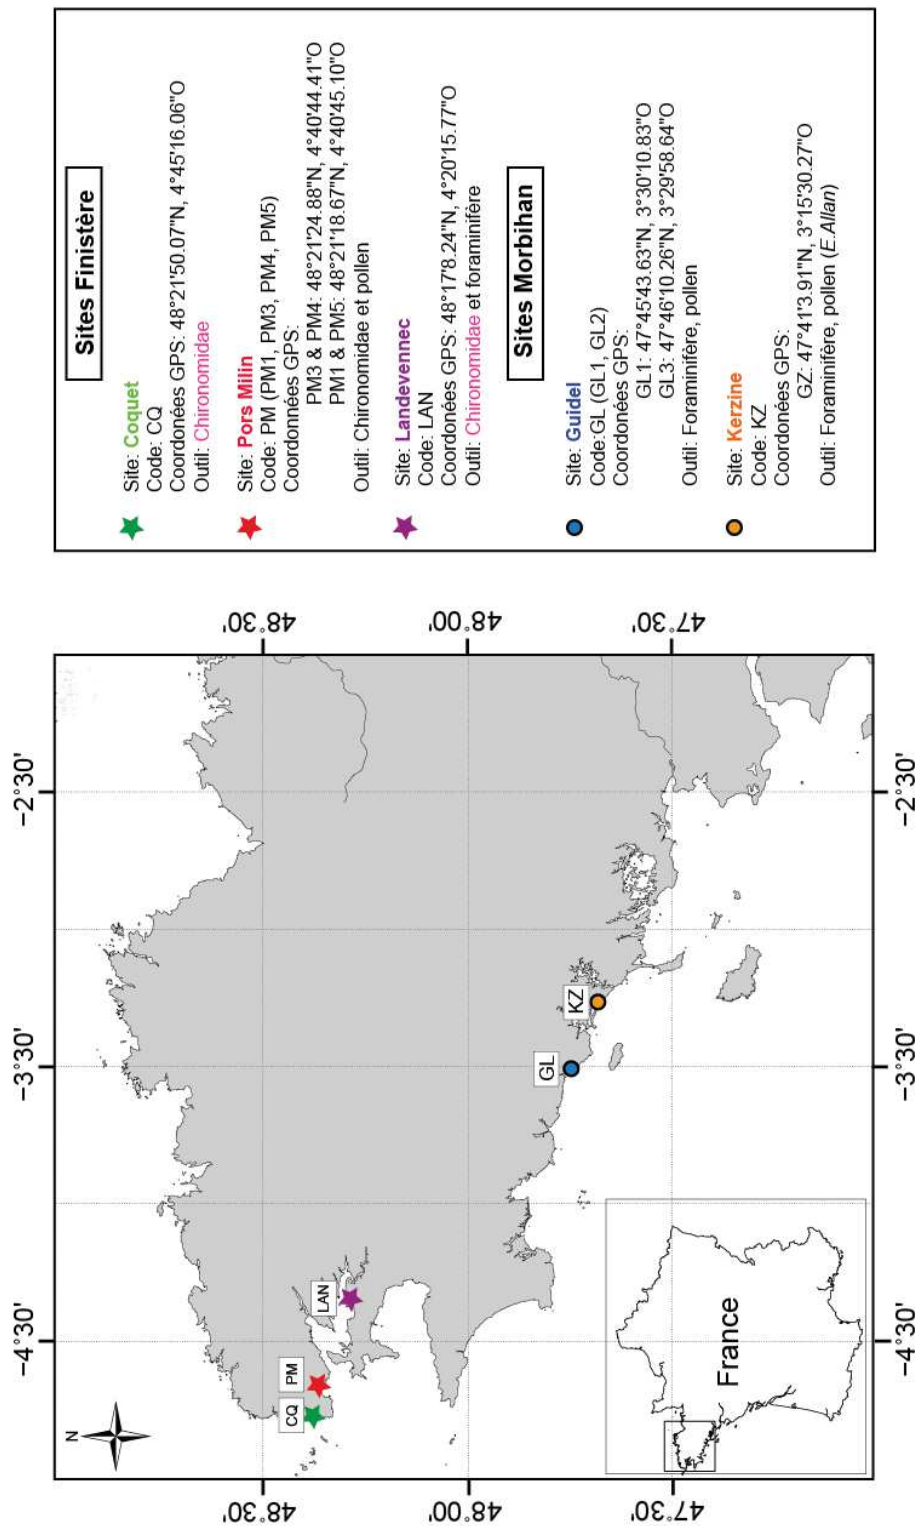 N
-4°30'
-3°30'
-2°30'
CQ
PM
LAN
GL
KZ
France
48°30'
48°00'
47°30'
48°30'
48°00'
47°30'
-4°30'
-3°30'
-2°30'
Sites Finistère
Site: Coquet
Code: CQ
Coordonées GPS: 48°21'50.07"N, 4°45'16.06"O
Outil: Chironomidae
Site: Pors Milin
Code: PM (PM1, PM3, PM4, PM5)
Coordonnées GPS:
PM3 & PM4: 48°21'24.88"N, 4°40'44.41"O
PM1 & PM5: 48°21'18.67"N, 4°40'45.10"O
Outil: Chironomidae et pollen
Site: Landevennec
Code: LAN
Coordonées GPS: 48°17'8.24"N, 4°20'15.77"O
Outil: Chironomidae et foraminifère
Sites Morbihan
Site: Guidel
Code:GL (GL1, GL2)
Coordonées GPS:
GL1: 47°45'43.63"N, 3°30'10.83"O
GL3: 47°46'10.26"N, 3°29'58.64"O
Outil: Foraminifère, pollen
Site: Kerzine
Code: KZ
Coordonées GPS:
GZ: 47°41'3.91"N, 3°15'30.27"O
Outil: Foraminifère, pollen (E.Allan)